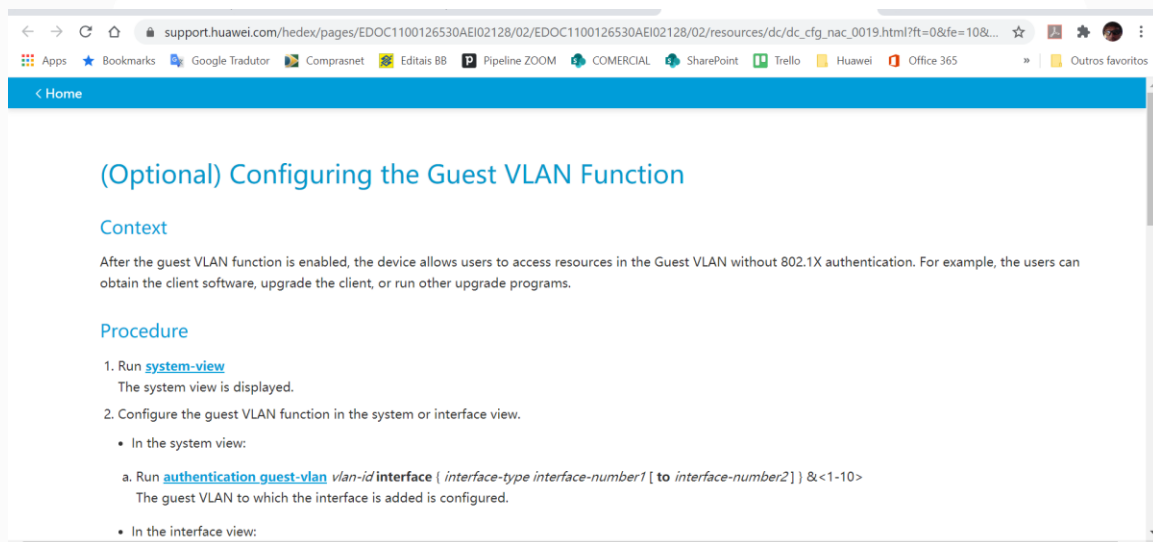 support.huawei.com/hedex/pages/EDOC1100126530AEI02128/02/EDOC1100126530AEI02128/02/resources/dc/dc_cfg_nac_0019.html?ft=0&fe=10&...
Apps Bookmarks Google Tradutor Comprasnet Editais BB Pipeline ZOOM COMERCIAL SharePoint Trello Huawei Office 365 » Outros favoritos
< Home
(Optional) Configuring the Guest VLAN Function
Context
After the guest VLAN function is enabled, the device allows users to access resources in the Guest VLAN without 802.1X authentication. For example, the users can
obtain the client software, upgrade the client, or run other upgrade programs.
Procedure
1. Run system-view
The system view is displayed.
2. Configure the guest VLAN function in the system or interface view.
• In the system view:
a. Run authentication guest-vlan vlan-id interface { interface-type interface-number1 [ to interface-number2 ] } &<1-10>
The guest VLAN to which the interface is added is configured.
• In the interface view: